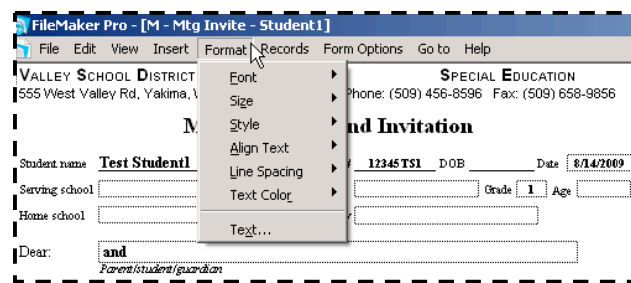 FileMaker Pro - [M - Mtg Invite - Student1]
File Edit View Insert Format Records Form Options Go to Help
VALLEY SCHOOL DISTRICT SPECIAL EDUCATION
555 West Valley Rd, Yakima, Phone: (509) 456-8596 Fax: (509) 658-9856
Font
Size
Style
Align Text
Line Spacing
Text Color
Text...
M nd Invitation
Student name Test Student1 12345TS1 DOB Date 8/14/2009
Serving school Grade 1 Age
Home school
Dear: and
Parent/student/guardian